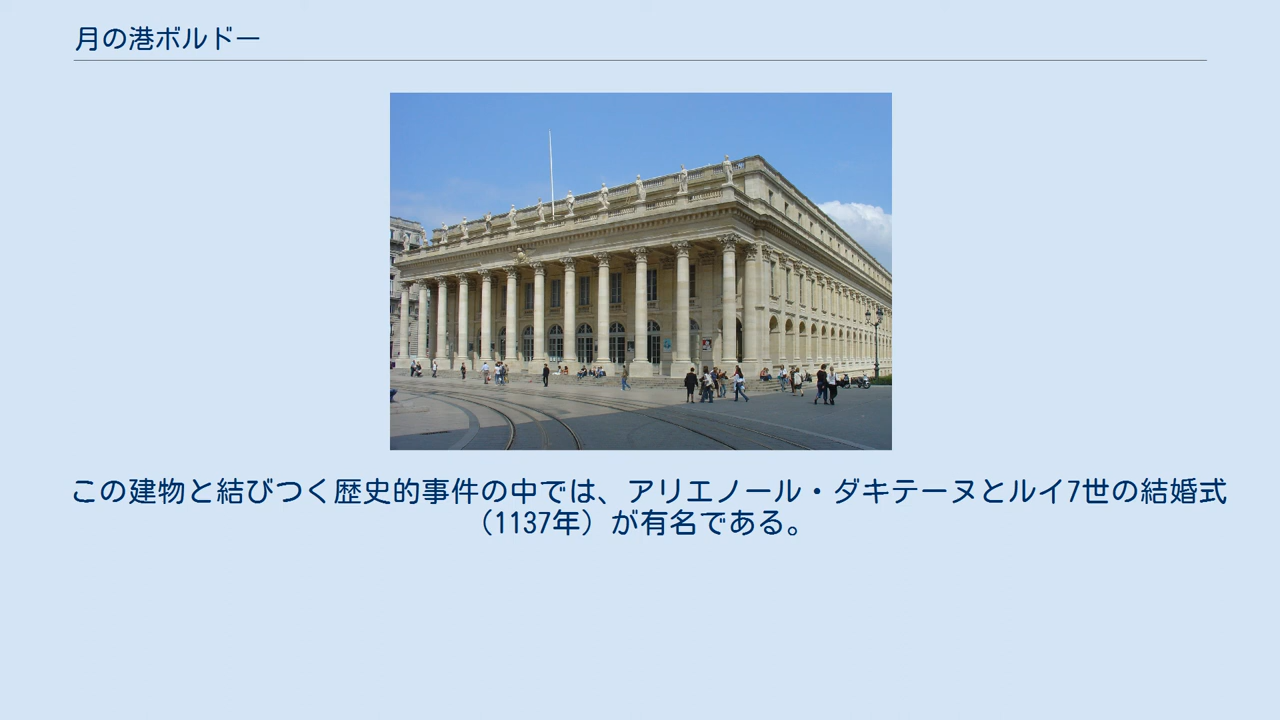 月の港ボルドー
この建物と結びつく歴史的事件の中では、アリエノール・ダキテーヌとルイ7世の結婚式
（1137年）が有名である。